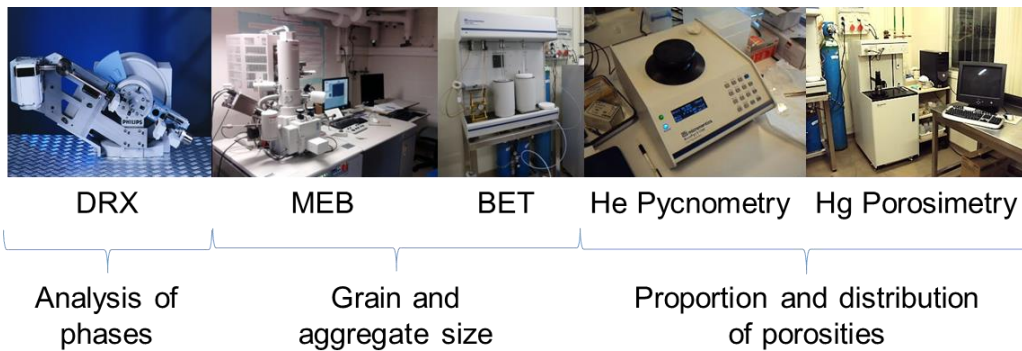 PHILIPS
DRX
MEB
BET
He Pycnometry
Hg Porosimetry
Analysis of
phases
Grain and
aggregate size
Proportion and distribution
of porosities